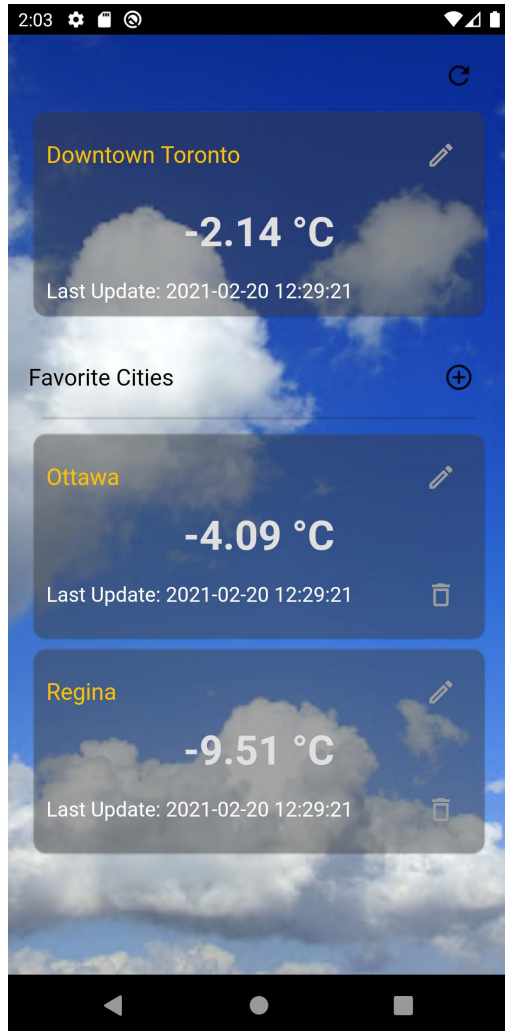 2:03
Downtown Toronto
-2.14 °C
Last Update: 2021-02-20 12:29:21
Favorite Cities
Ottawa
-4.09 °C
Last Update: 2021-02-20 12:29:21
Regina
-9.51 °C
Last Update: 2021-02-20 12:29:21